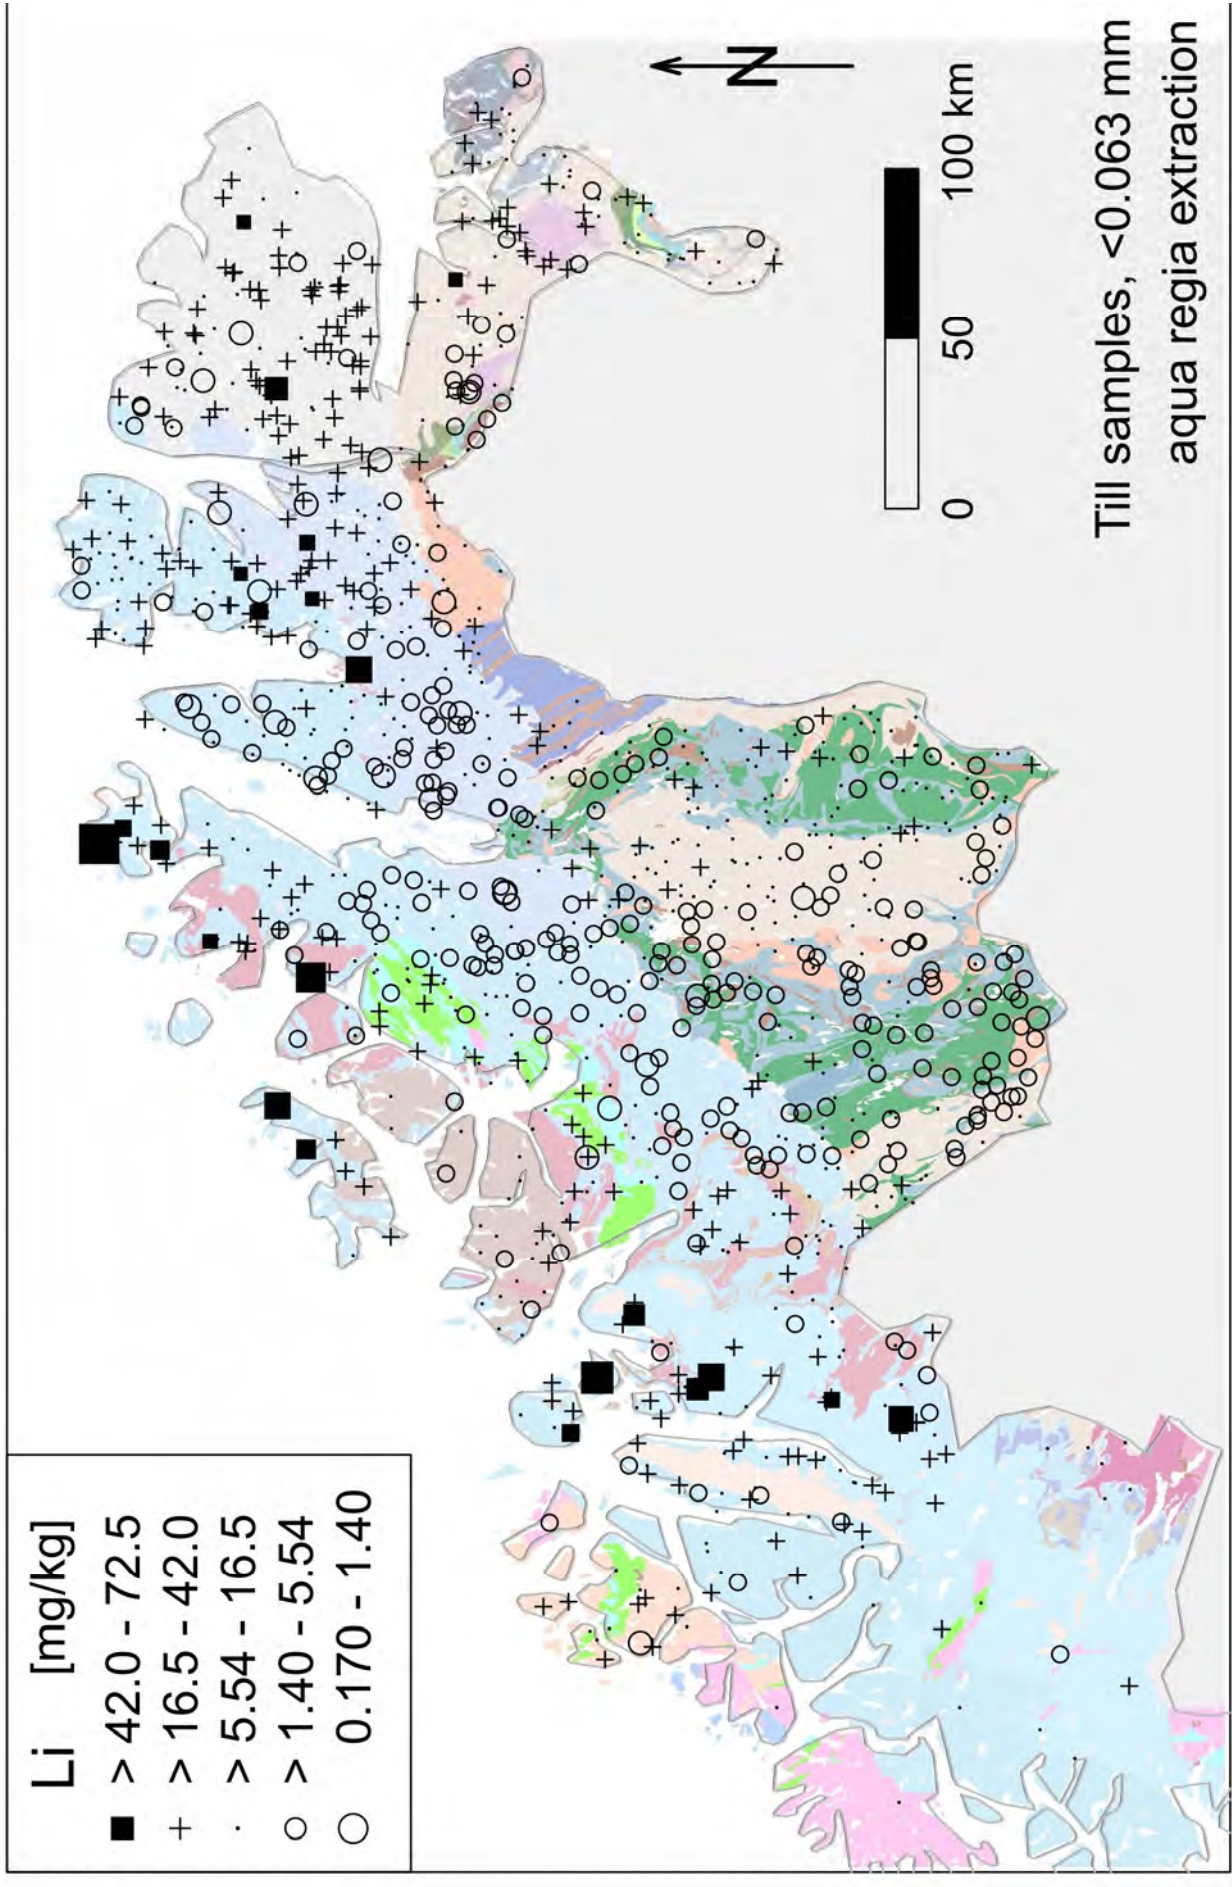 Li [mg/kg]
> 42.0 - 72.5
> 16.5 - 42.0
> 5.54 - 16.5
> 1.40 - 5.54
0.170 - 1.40
N
0 50 100 km
Till samples, <0.063 mm
aqua regia extraction